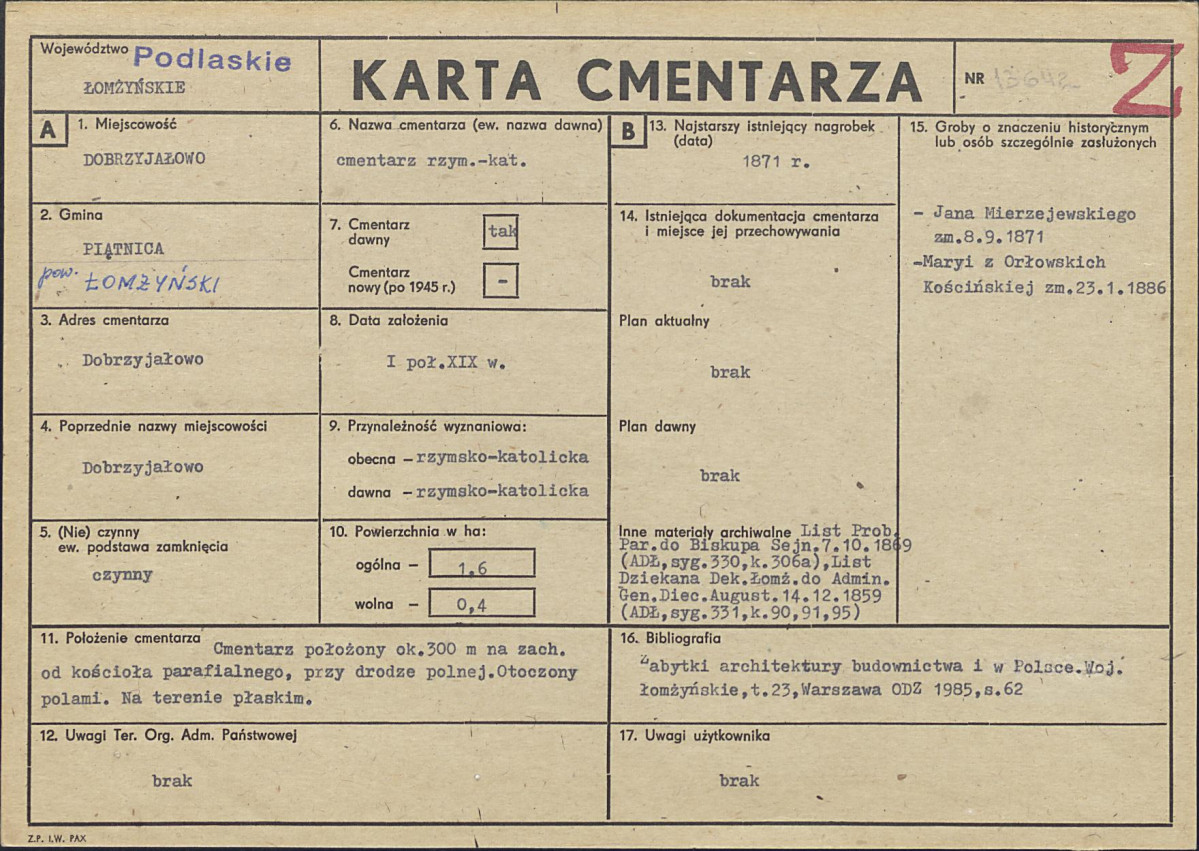 Województwo Podlaskie
ŁOMŻYŃSKIE
KARTA CMENTARZA
NR 13642
Z
A
1. Miejscowość
DOBRZYJAŁOWO
2. Gmina
PIĄTNICA
pow. ŁOMŻYŃSKI
3. Adres cmentarza
Dobrzyjałowo
4. Poprzednie nazwy miejscowości
Dobrzyjałowo
5. (Nie) czynny
ew. podstawa zamknięcia
czynny
6. Nazwa cmentarza (ew. nazwa dawna)
cmentarz rzym.-kat.
7. Cmentarz
dawny
tak
Cmentarz
nowy (po 1945 r.)
-
8. Data założenia
I poł.XIX w.
9. Przynależność wyznaniowa:
obecna – rzymsko-katolicka
dawna – rzymsko-katolicka
10. Powierzchnia w ha:
ogólna – 1,6
wolna – 0,4
B
13. Najstarszy istniejący nagrobek
(data)
1871 r.
14. Istniejąca dokumentacja cmentarza
i miejsce jej przechowywania
brak
Plan aktualny
brak
Plan dawny
brak
Inne materiały archiwalne List Prob.
Par.do Biskupa Sejn.7.10.1869
(ADŁ,syg.330,k.306a),List
Dziekana Dek.Łomż.do Admin.
Gen.Diec.August.14.12.1859
(ADŁ,syg.331,k.90,91,95)
15. Groby o znaczeniu historycznym
lub osób szczególnie zasłużonych
- Jana Mierzejewskiego
zm.8.9.1871
-Maryi z Orłowskich
Kościńskiej zm.23.1.1886
11. Położenie cmentarza Cmentarz położony ok.300 m na zach.
od kościoła parafialnego, przy drodze polnej.Otoczony
polami. Na terenie płaskim.
12. Uwagi Ter. Org. Adm. Państwowej
brak
16. Bibliografia
Zabytki architektury budownictwa i w Polsce.Woj.
łomżyńskie,t.23,Warszawa ODZ 1985,s.62
17. Uwagi użytkownika
brak
Z.P. I.W. PAX